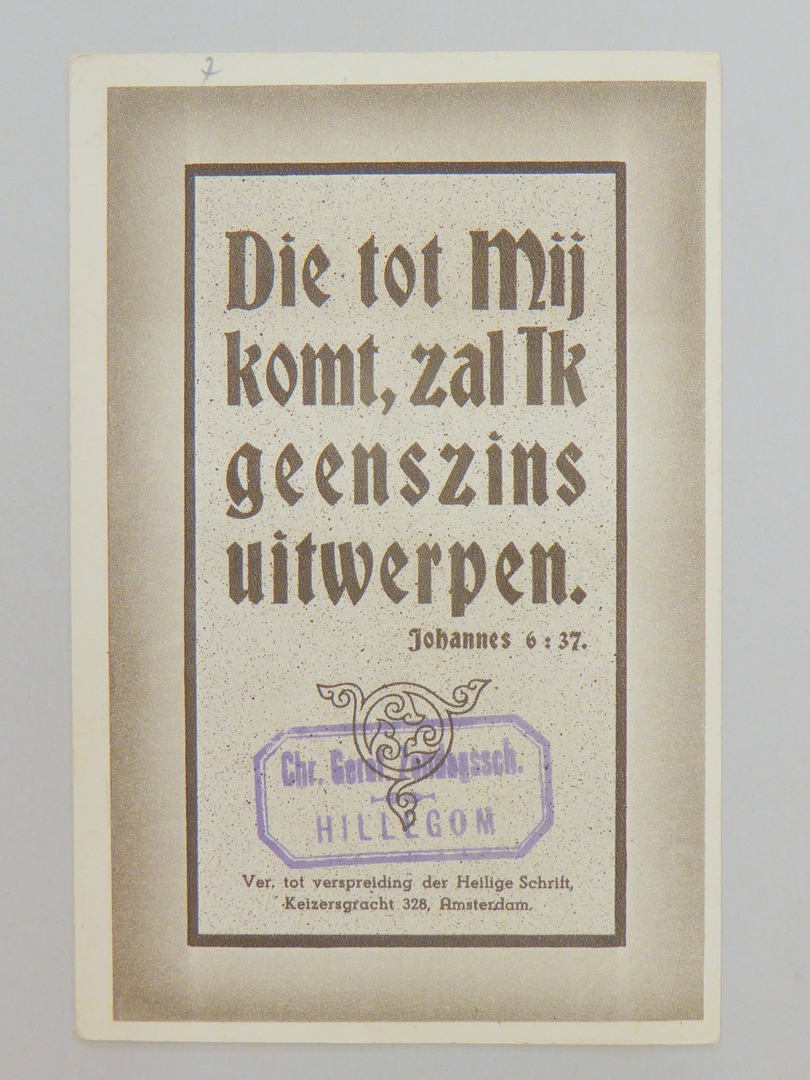 7
Die tot Mij
komt, zal Ik
geenszins
uitwerpen.
Johannes 6 : 37.
Chr. Geref. Zondagssch.
HILLEGOM
Ver. tot verspreiding der Heilige Schrift,
Keizersgracht 328, Amsterdam.